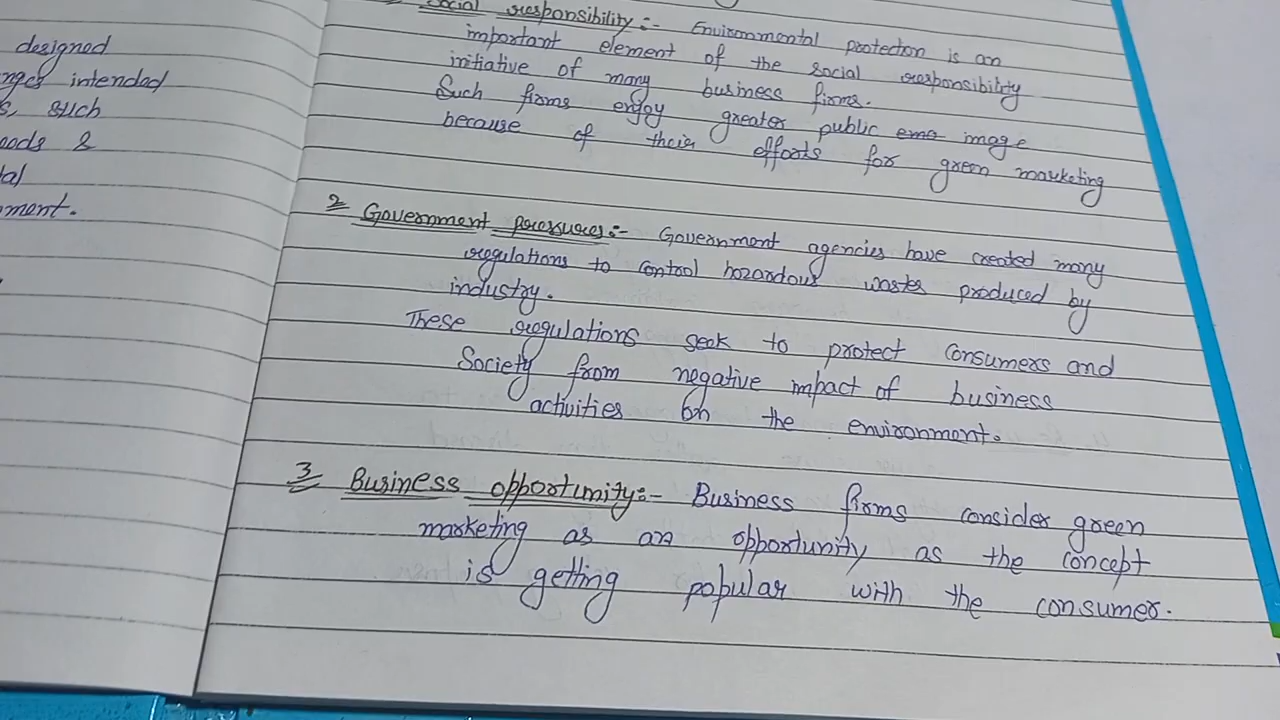 designed
intended
such
&
Social responsibility :- Environmental protection is an
important element of the social responsibility
initiative of many business firms.
Such firms enjoy greater public ema image
because of their efforts for green marketing
2 Government pressures :- Government agencies have created many
regulations to control hazardous wastes produced by
industry.
These regulations seek to protect consumers and
Society from negative impact of business
activities on the environment.
3 Business opportunity :- Business firms consider green
marketing as an opportunity as the concept
is getting popular with the consumer.